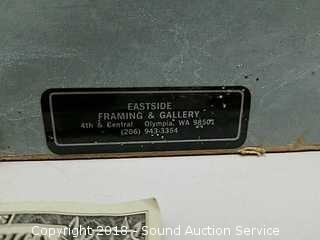 EASTSIDE
FRAMING & GALLERY
4th & Central Olympia, WA 98501
(206) 943-3354
Copyright 2018 - Sound Auction Service